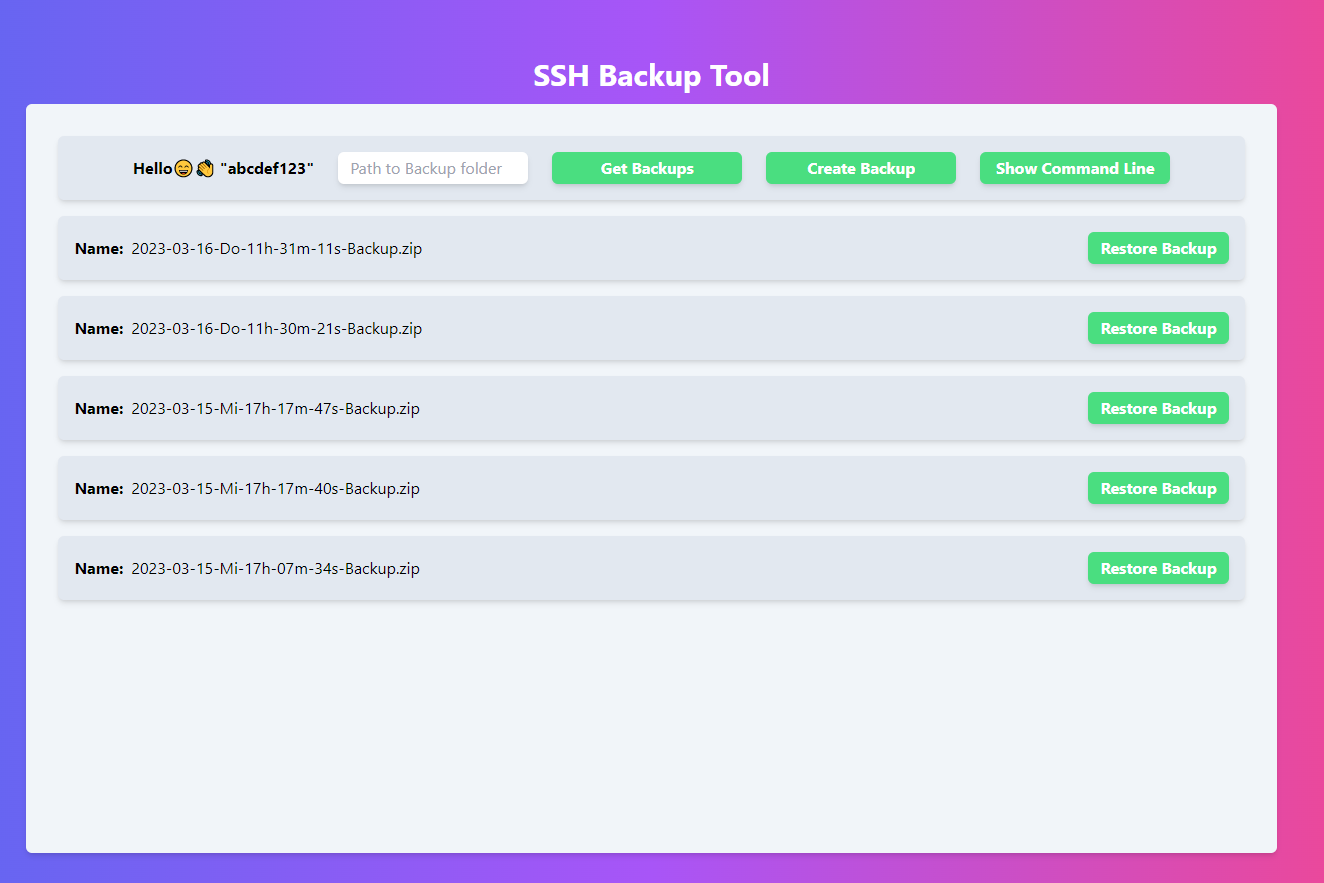 SSH Backup Tool
Hello😄👏 "abcdef123" Path to Backup folder Get Backups Create Backup Show Command Line
Name: 2023-03-16-Do-11h-31m-11s-Backup.zip Restore Backup
Name: 2023-03-16-Do-11h-30m-21s-Backup.zip Restore Backup
Name: 2023-03-15-Mi-17h-17m-47s-Backup.zip Restore Backup
Name: 2023-03-15-Mi-17h-17m-40s-Backup.zip Restore Backup
Name: 2023-03-15-Mi-17h-07m-34s-Backup.zip Restore Backup